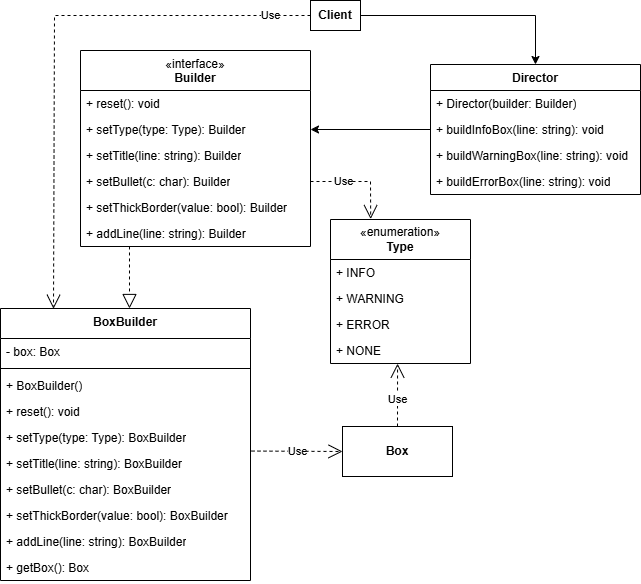 Client
Use
«interface»
Builder
+ reset(): void
+ setType(type: Type): Builder
+ setTitle(line: string): Builder
+ setBullet(c: char): Builder
+ setThickBorder(value: bool): Builder
+ addLine(line: string): Builder
Director
+ Director(builder: Builder)
+ buildInfoBox(line: string): void
+ buildWarningBox(line: string): void
+ buildErrorBox(line: string): void
Use
«enumeration»
Type
+ INFO
+ WARNING
+ ERROR
+ NONE
BoxBuilder
- box: Box
+ BoxBuilder()
+ reset(): void
+ setType(type: Type): BoxBuilder
+ setTitle(line: string): BoxBuilder
+ setBullet(c: char): BoxBuilder
+ setThickBorder(value: bool): BoxBuilder
+ addLine(line: string): BoxBuilder
+ getBox(): Box
Use
Use
Box